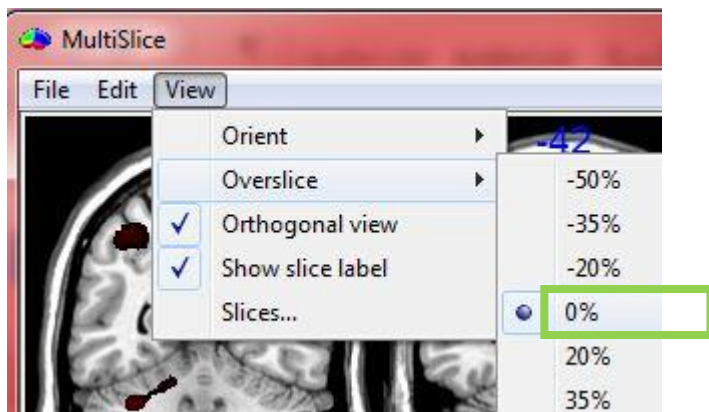 MultiSlice
File Edit View
Orient
-42
Overslice
-50%
Orthogonal view
-35%
Show slice label
-20%
Slices...
0%
20%
35%